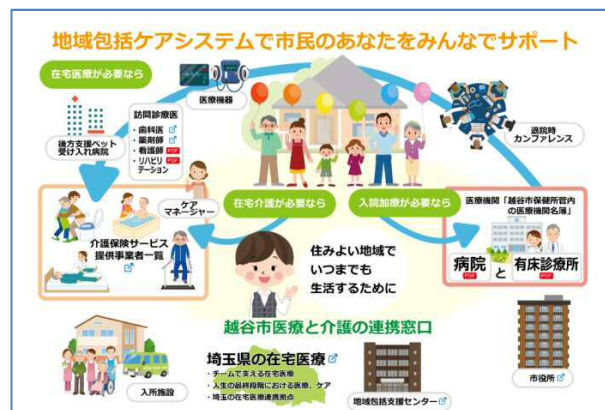 地域包括ケアシステムで市民のあなたをみんなでサポート
在宅医療が必要なら
医療機器
訪問診療医
・歯科医
・薬剤師
・看護師 PDF
・リハビリ PDF
テーション
後方支援ベット
受け入れ病院
退院時
カンファレンス
ケア
マネージャー
在宅介護が必要なら
入院加療が必要なら
医療機関「越谷市保健所管内
の医療機関名簿」
病院 と 有床診療所
PDF PDF
介護保険サービス
提供事業者一覧
住みよい地域で
いつまでも
生活するために
越谷市医療と介護の連携窓口
入所施設
埼玉県の在宅医療
・チームで支える在宅医療
・人生の最終段階における医療、ケア
・埼玉の在宅医療連携拠点
地域包括支援センター
市役所